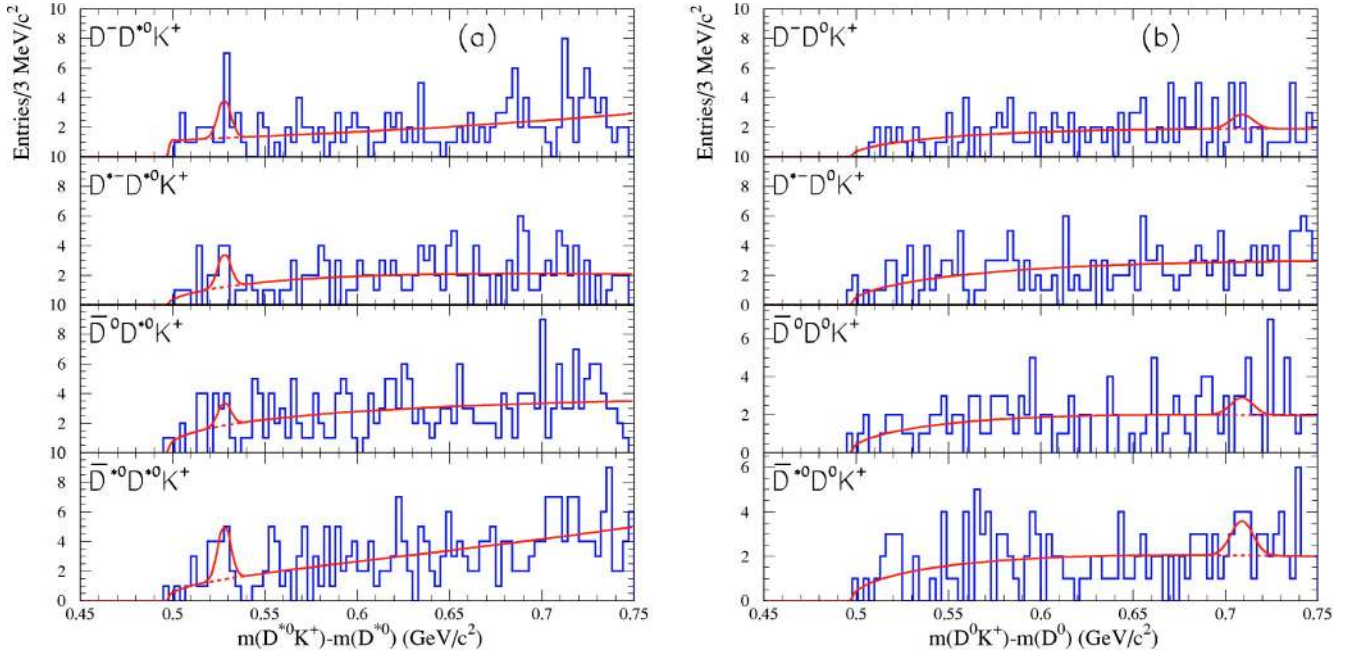 (a)
Entries/3 MeV/c²
D⁻D*⁰K⁺
10
8
6
4
2
D*⁻D*⁰K⁺
10
8
6
4
2
D̅⁰D*⁰K⁺
10
8
6
4
2
D̅*⁰D*⁰K⁺
10
8
6
4
2
0
0.45 0.5 0.55 0.6 0.65 0.7 0.75
m(D*⁰K⁺)-m(D*⁰) (GeV/c²)
(b)
Entries/3 MeV/c²
D⁻D⁰K⁺
10
8
6
4
2
D*⁻D⁰K⁺
10
8
6
4
2
0
D̅⁰D⁰K⁺
6
4
2
0
D̅*⁰D⁰K⁺
6
4
2
0
0.45 0.5 0.55 0.6 0.65 0.7 0.75
m(D⁰K⁺)-m(D⁰) (GeV/c²)